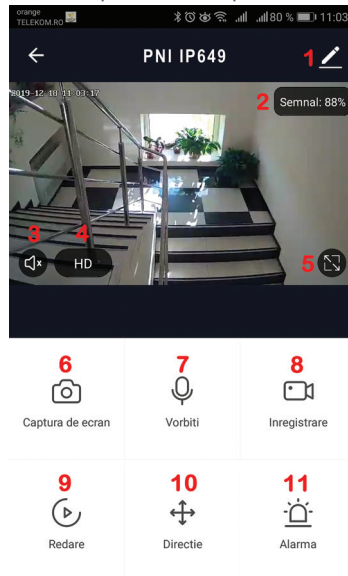 orange
TELEKOM.RO
80 %
11:03
PNI IP649
1
2019-12-18 11:03:17
2
Semnal: 88%
3
4
HD
5
6
7
8
Captura de ecran
Vorbiti
Inregistrare
9
10
11
Redare
Directie
Alarma